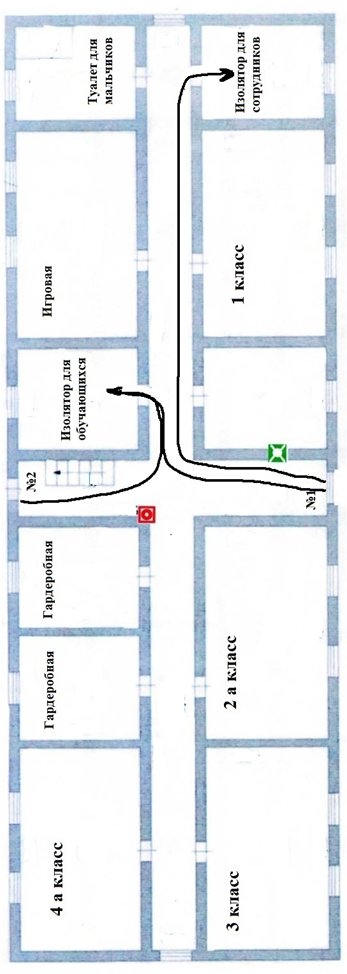 Туалет для
мальчиков
Изолятор для
сотрудников
Игровая
1 класс
Изолятор для
обучающихся
№2
№1
Гардеробная
Гардеробная
2 а класс
4 а класс
3 класс